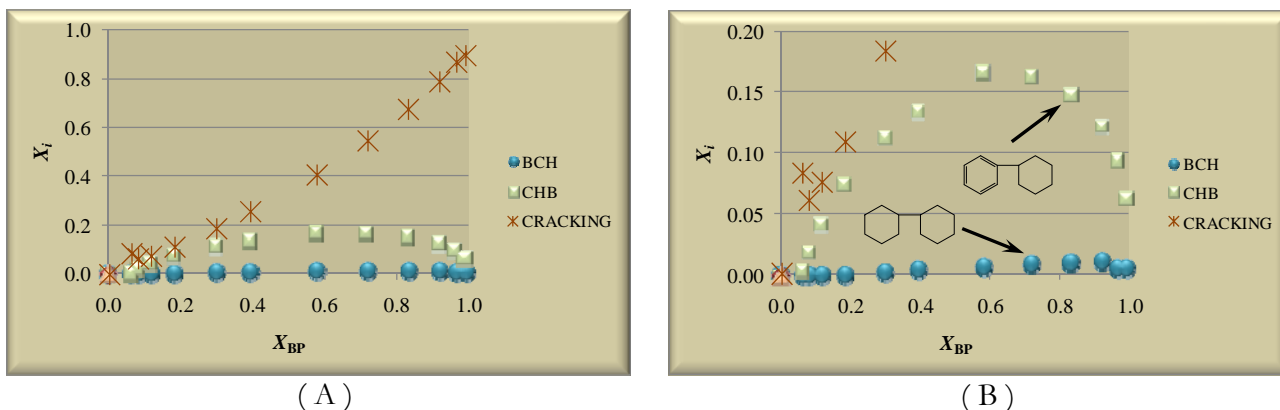 1.0
0.8
0.6
0.4
0.2
0.0
X_i
0.0 0.2 0.4 0.6 0.8 1.0
X_BP
BCH
CHB
CRACKING
( A )
0.20
0.15
0.10
0.05
0.00
X_i
0.0 0.2 0.4 0.6 0.8 1.0
X_BP
BCH
CHB
CRACKING
( B )